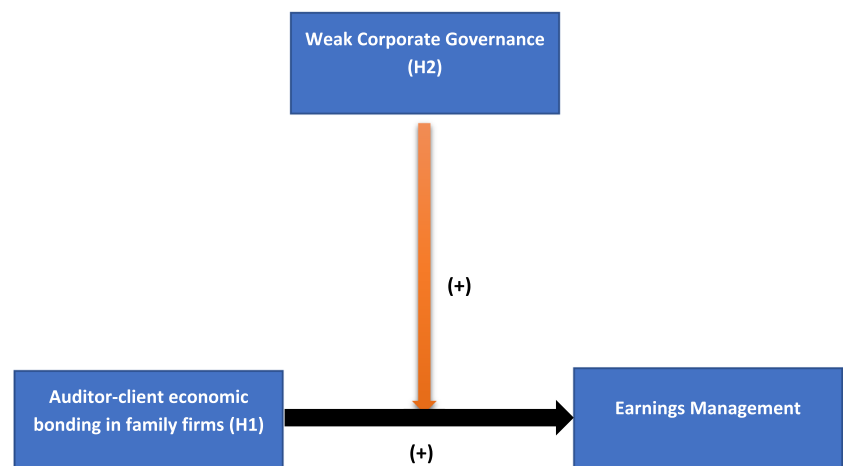 Weak Corporate Governance
(H2)
(+)
Auditor-client economic
bonding in family firms (H1)
Earnings Management
(+)